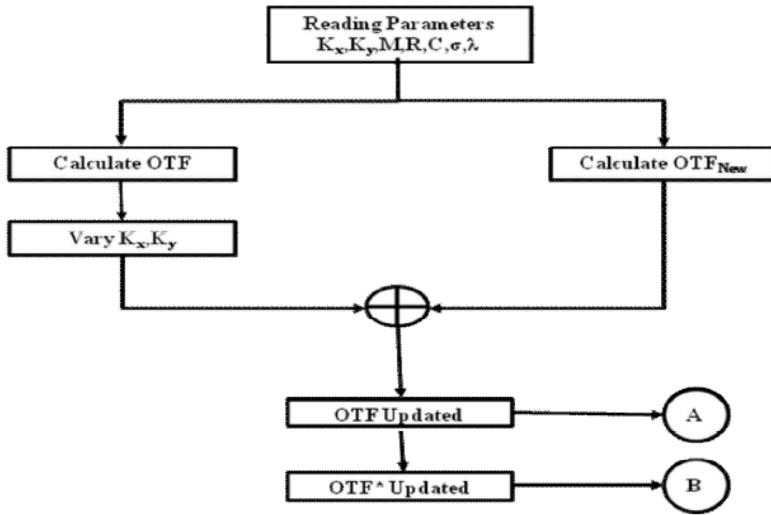 Reading Parameters
Kx,Ky,M,R,C,σ,λ
Calculate OTF
Calculate OTFNew
Vary Kx,Ky
OTF Updated
A
OTF* Updated
B